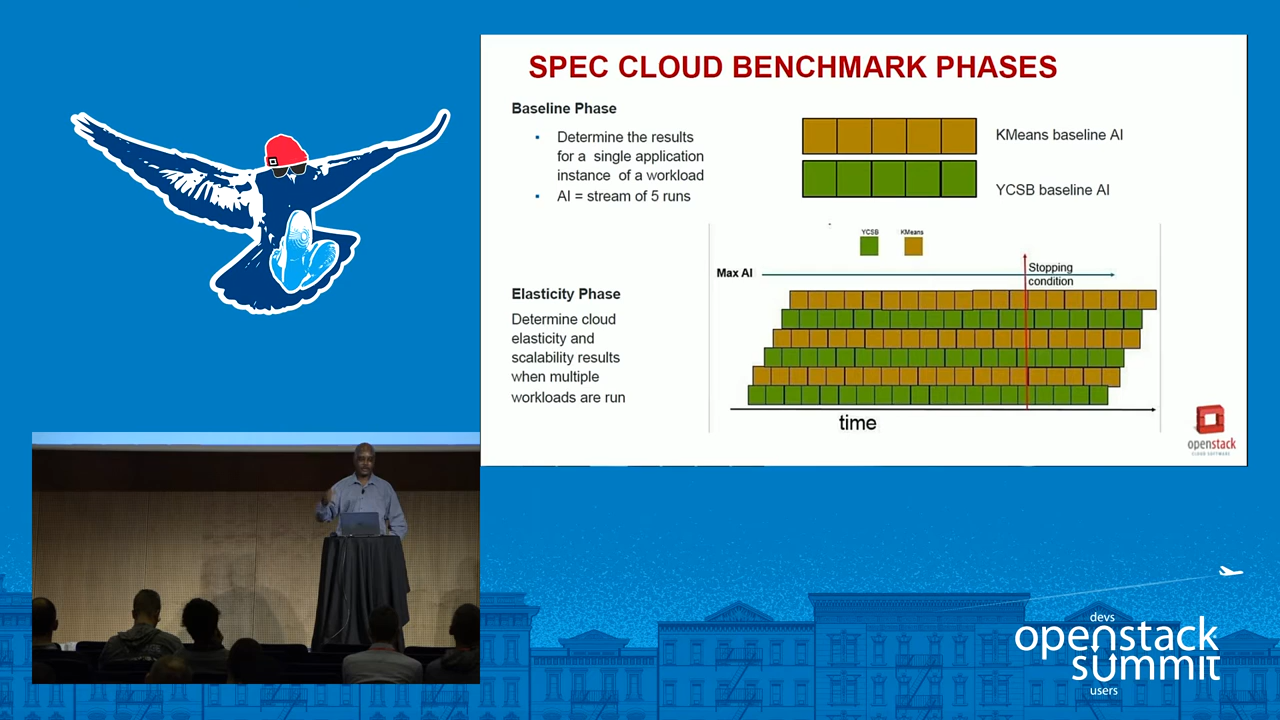 SPEC CLOUD BENCHMARK PHASES
Baseline Phase
• Determine the results
for a single application
instance of a workload
• AI = stream of 5 runs
KMeans baseline AI
YCSB baseline AI
YCSB
KMeans
Max AI
Stopping
condition
Elasticity Phase
Determine cloud
elasticity and
scalability results
when multiple
workloads are run
time
openstack
CLOUD SOFTWARE
devs
openstack
summit
users